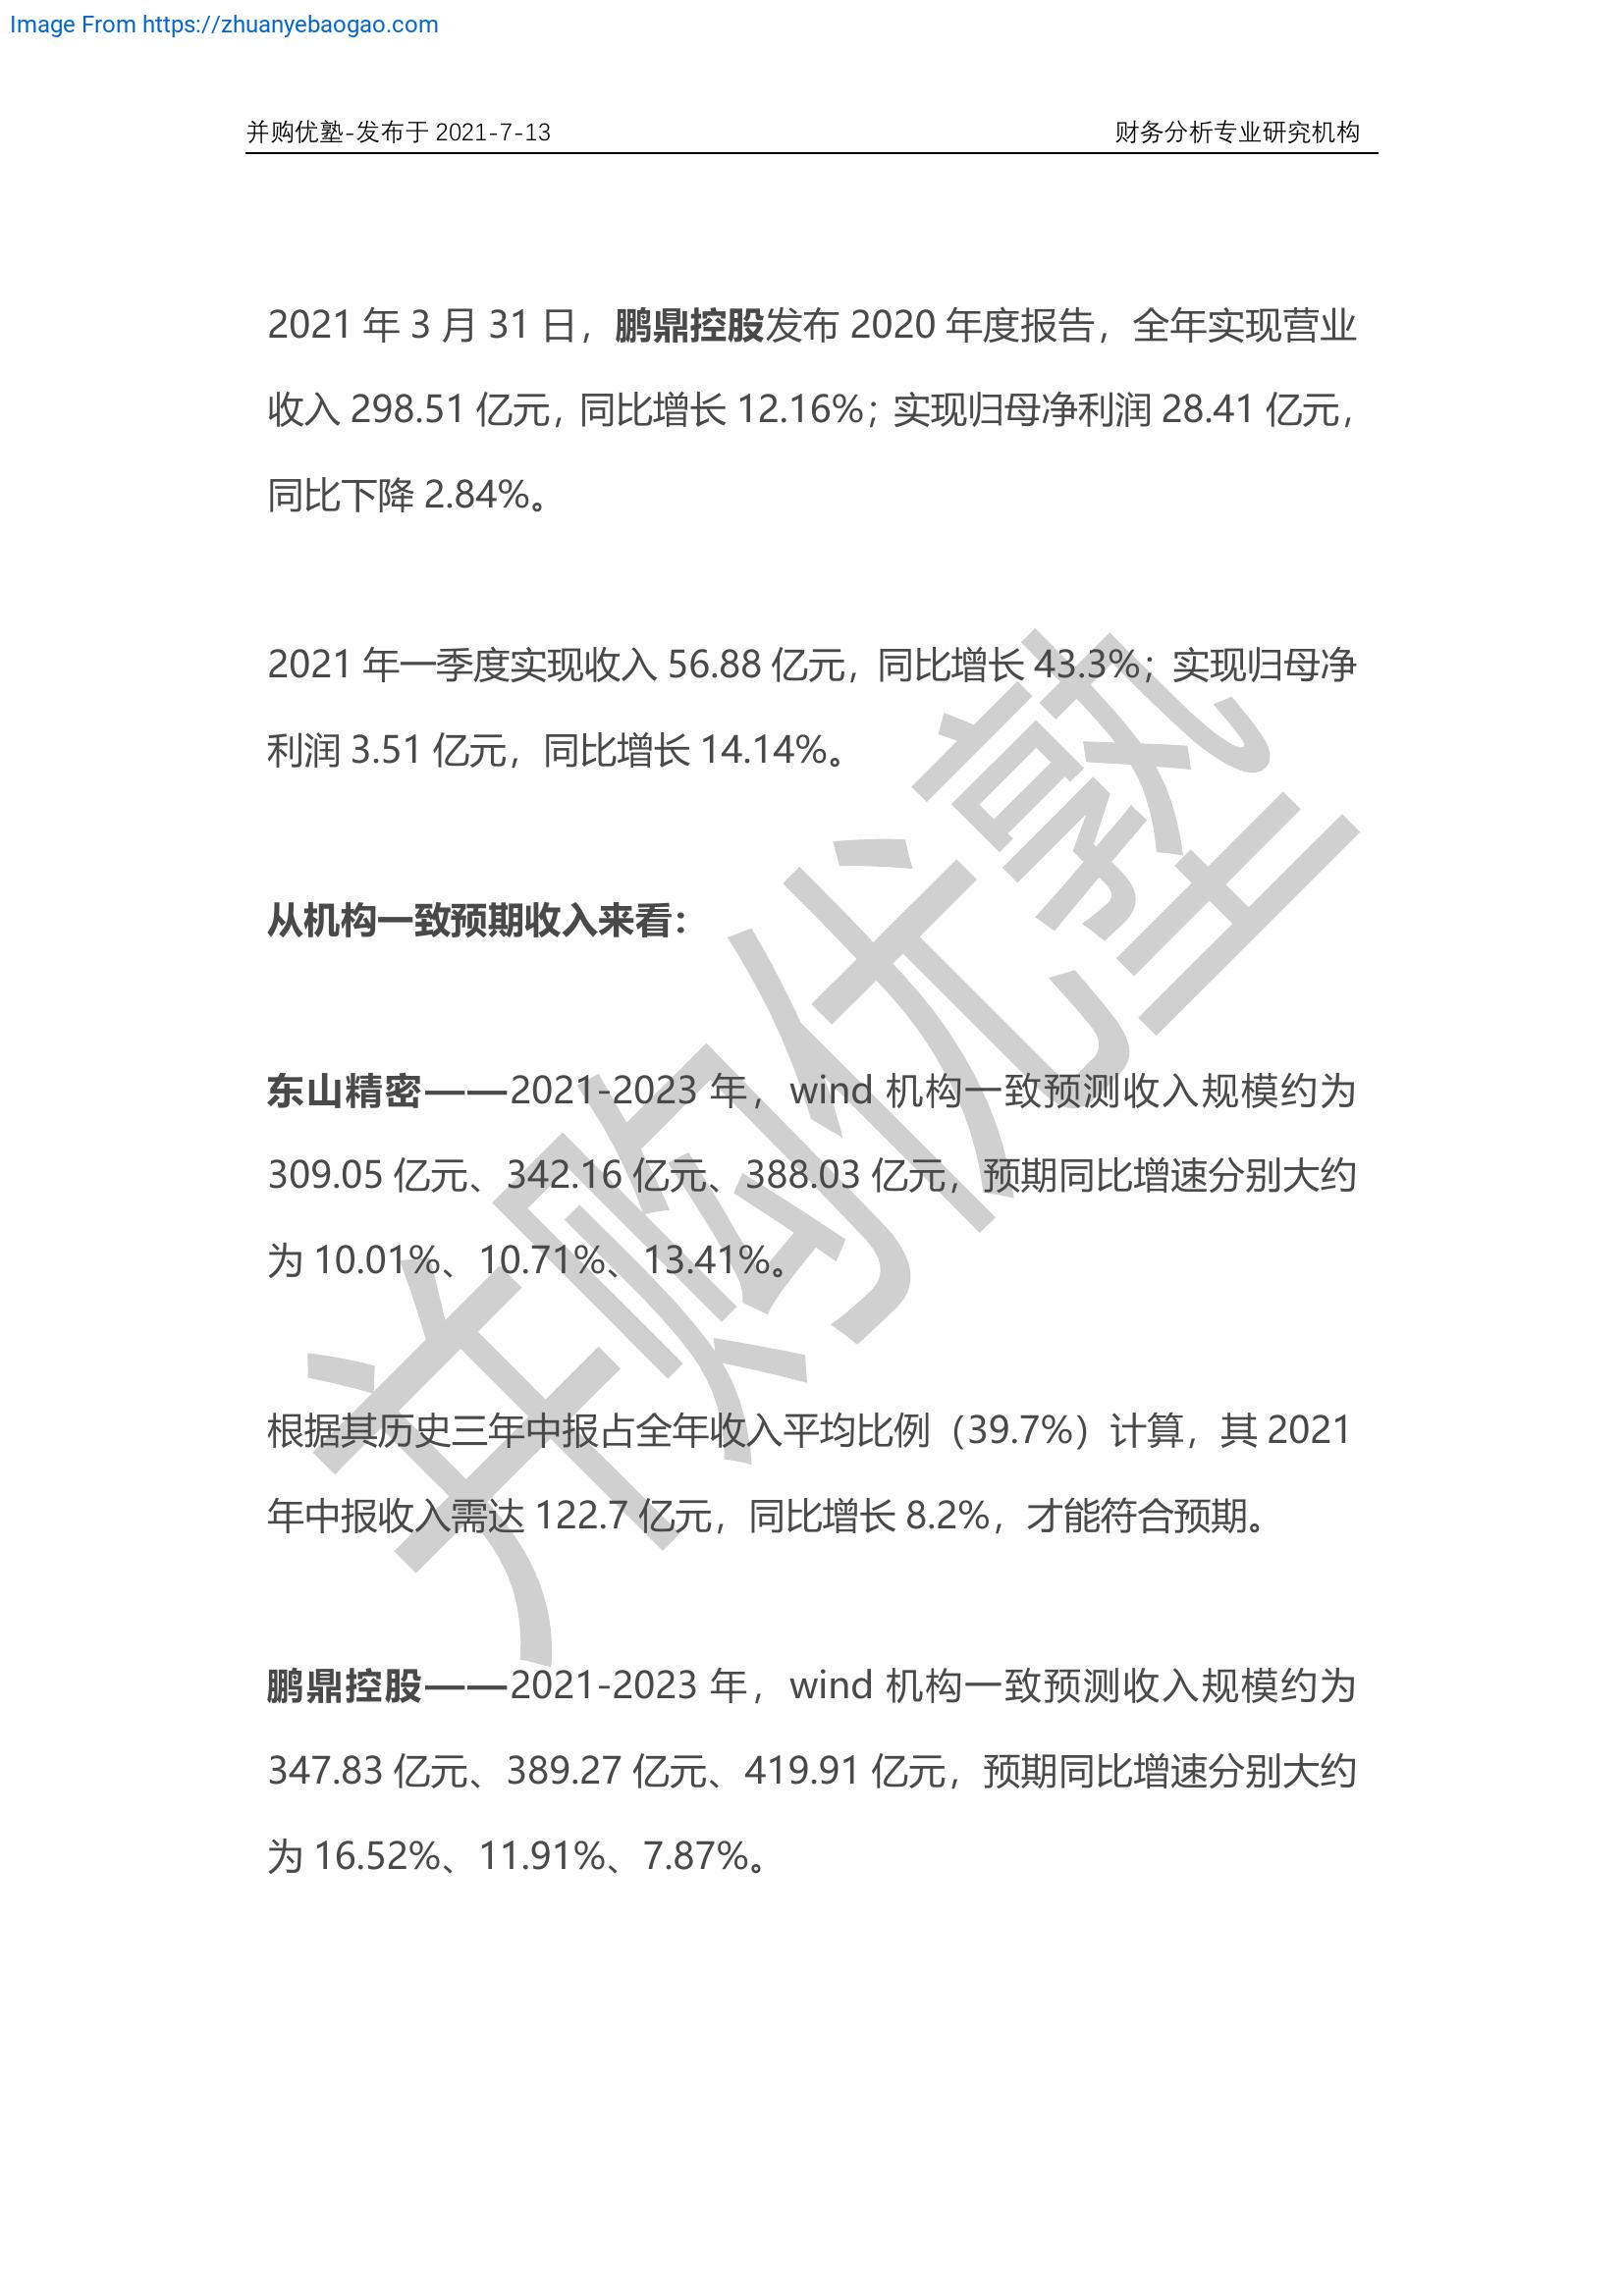 Image From https://zhuanyebaogao.com
并购优塾-发布于 2021-7-13 财务分析专业研究机构
2021 年 3 月 31 日，鹏鼎控股发布 2020 年度报告，全年实现营业
收入 298.51 亿元，同比增长 12.16%；实现归母净利润 28.41 亿元，
同比下降 2.84%。
2021 年一季度实现收入 56.88 亿元，同比增长 43.3%；实现归母净
利润 3.51 亿元，同比增长 14.14%。
从机构一致预期收入来看：
东山精密——2021-2023 年，wind 机构一致预测收入规模约为
309.05 亿元、342.16 亿元、388.03 亿元，预期同比增速分别大约
为 10.01%、10.71%、13.41%。
根据其历史三年中报占全年收入平均比例（39.7%）计算，其 2021
年中报收入需达 122.7 亿元，同比增长 8.2%，才能符合预期。
鹏鼎控股——2021-2023 年，wind 机构一致预测收入规模约为
347.83 亿元、389.27 亿元、419.91 亿元，预期同比增速分别大约
为 16.52%、11.91%、7.87%。
并购优塾